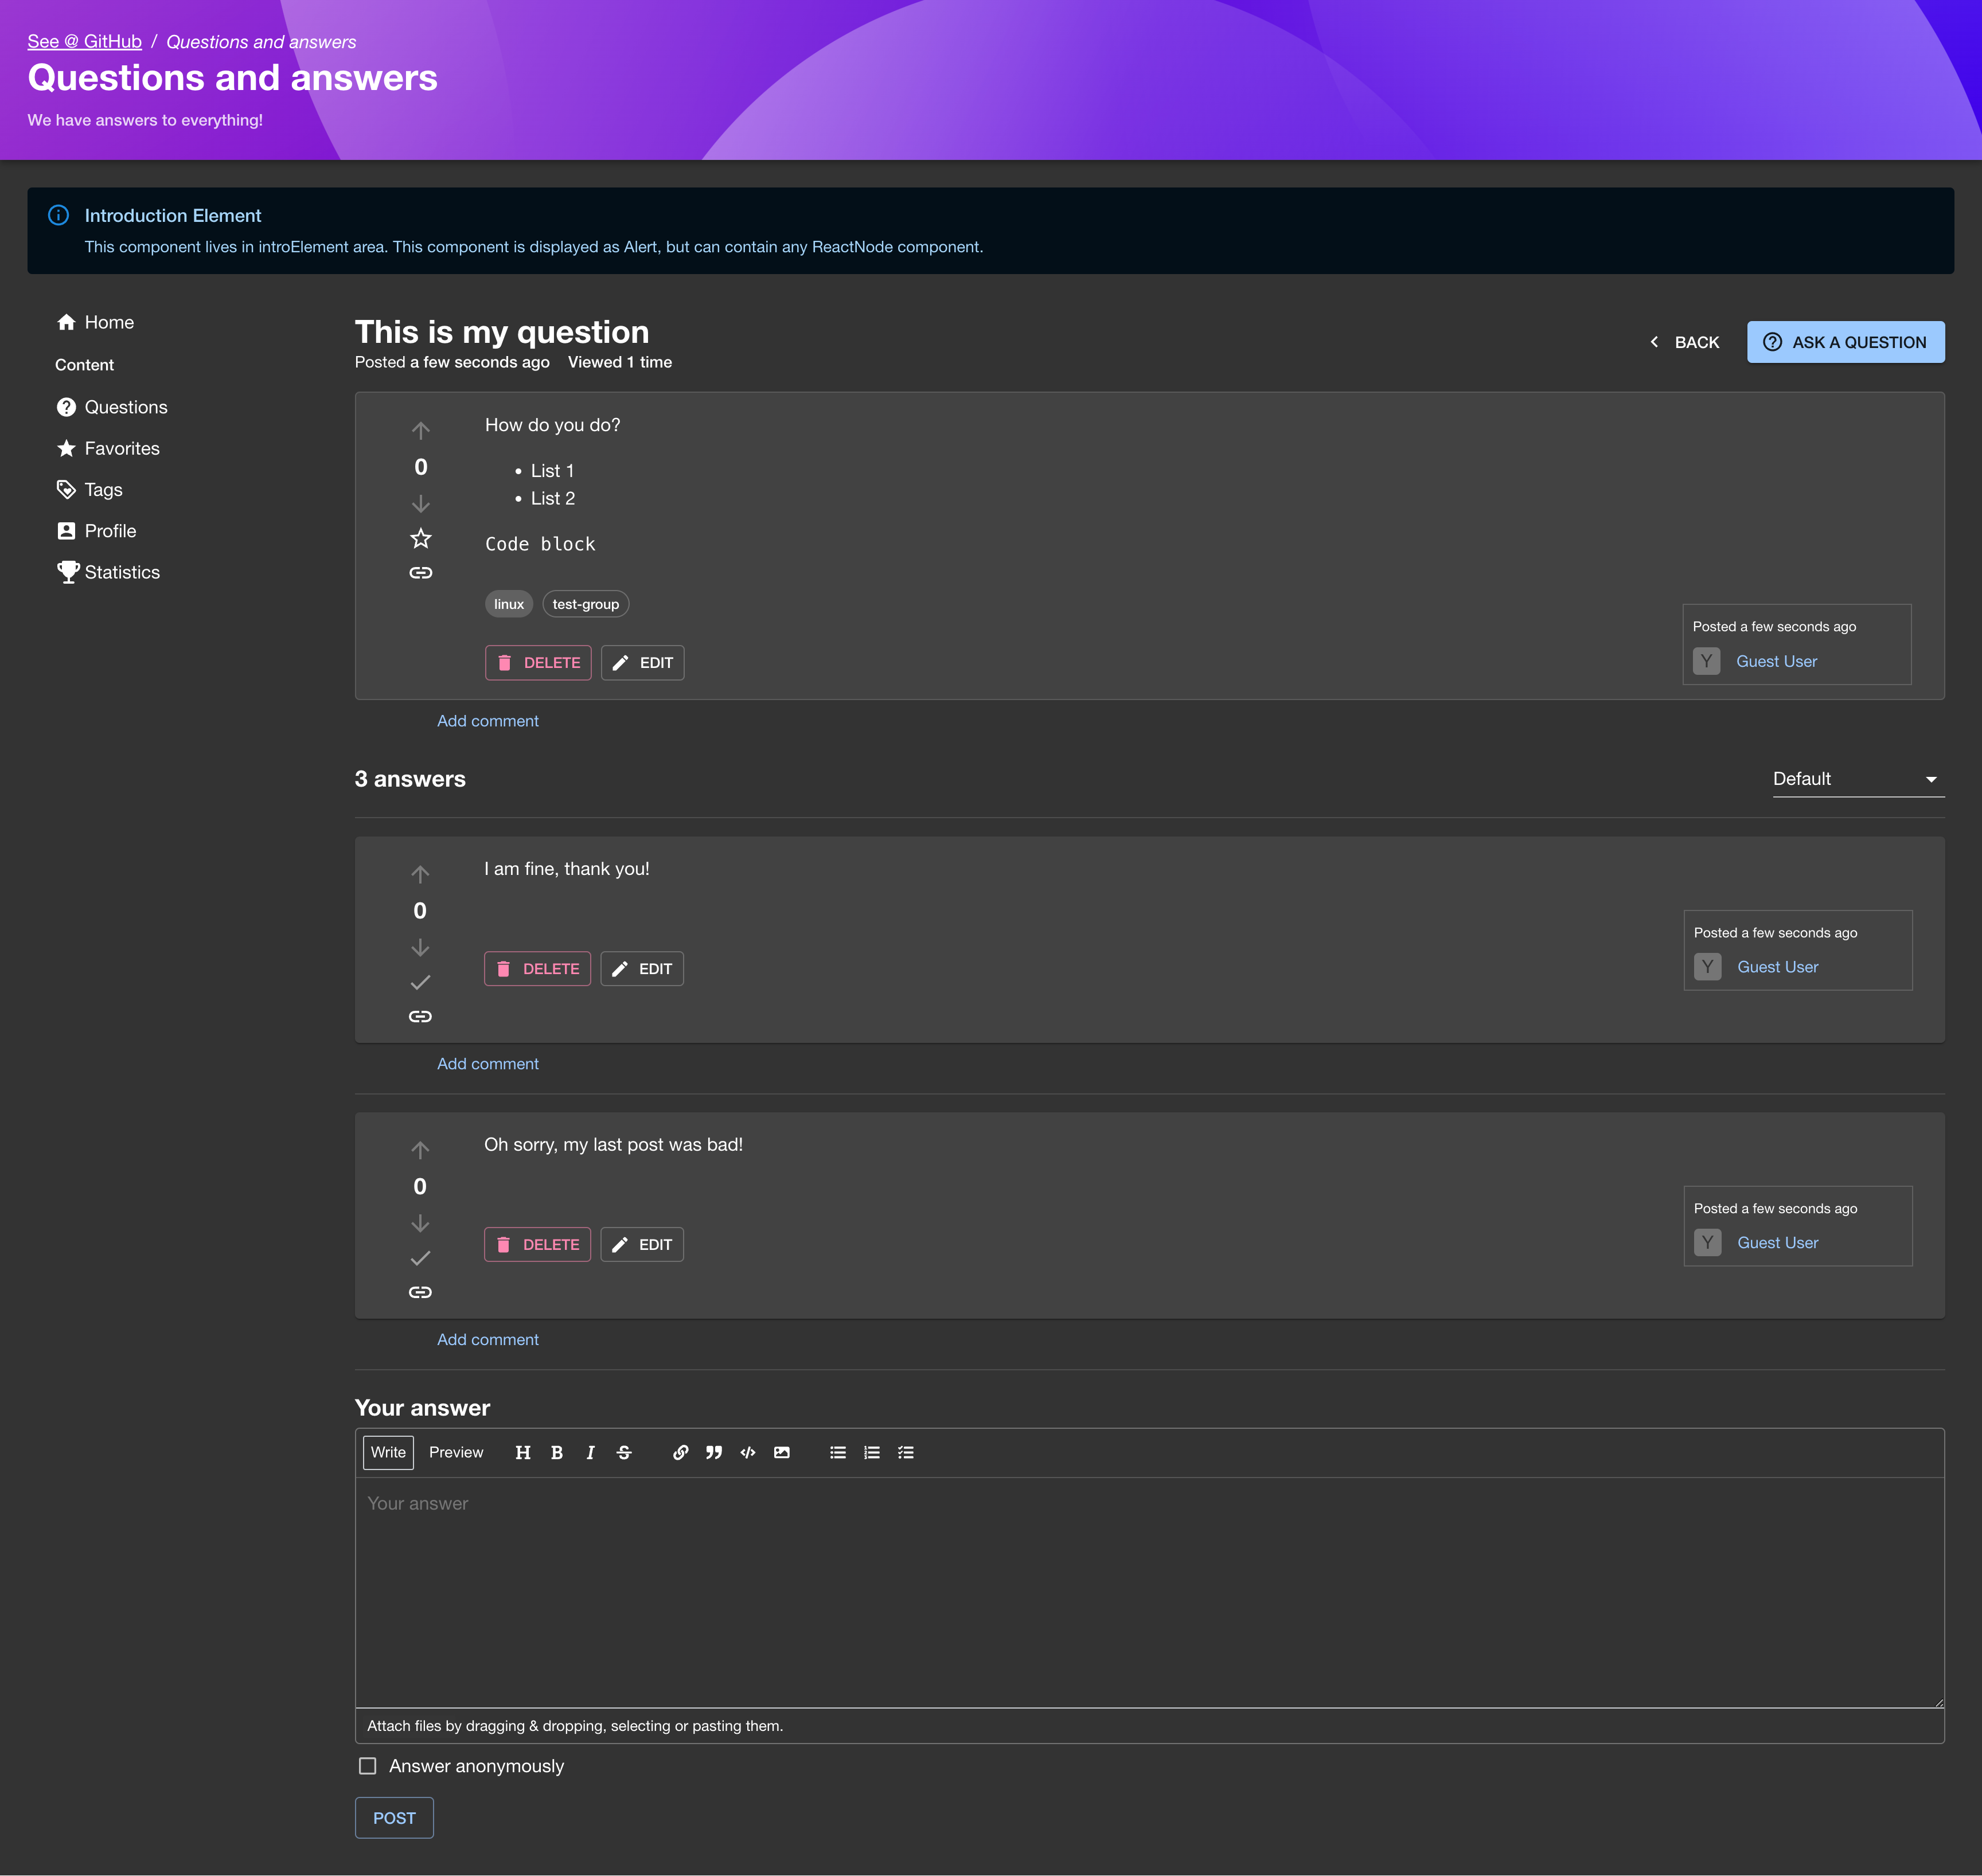 See @ GitHub / Questions and answers
Questions and answers
We have answers to everything!
Introduction Element
This component lives in introElement area. This component is displayed as Alert, but can contain any ReactNode component.
Home
Content
Questions
Favorites
Tags
Profile
Statistics
This is my question
Posted a few seconds ago Viewed 1 time
BACK
ASK A QUESTION
0
How do you do?
• List 1
• List 2
Code block
linux test-group
DELETE EDIT
Posted a few seconds ago
Y Guest User
Add comment
3 answers
Default
0
I am fine, thank you!
DELETE EDIT
Posted a few seconds ago
Y Guest User
Add comment
0
Oh sorry, my last post was bad!
DELETE EDIT
Posted a few seconds ago
Y Guest User
Add comment
Your answer
Write Preview H B I S
Your answer
Attach files by dragging & dropping, selecting or pasting them.
Answer anonymously
POST